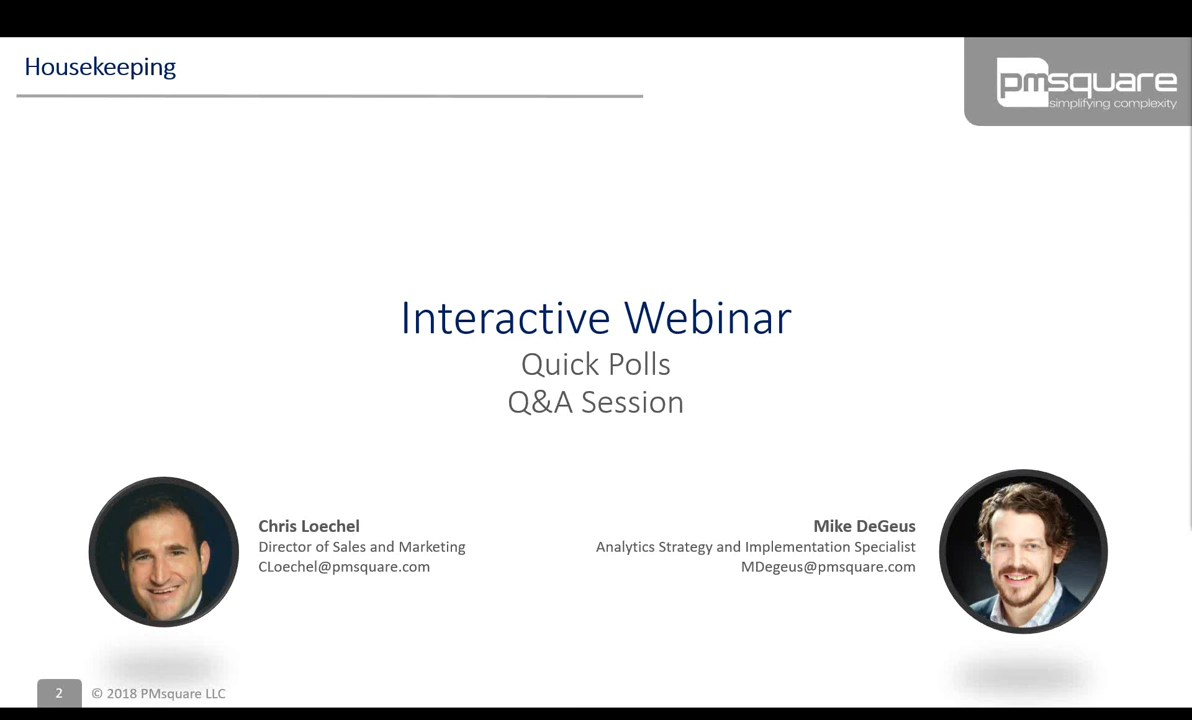 Housekeeping
pmsquare
simplifying complexity
Interactive Webinar
Quick Polls
Q&A Session
Chris Loechel
Director of Sales and Marketing
CLoechel@pmsquare.com
Mike DeGeus
Analytics Strategy and Implementation Specialist
MDegeus@pmsquare.com
2
© 2018 PMsquare LLC